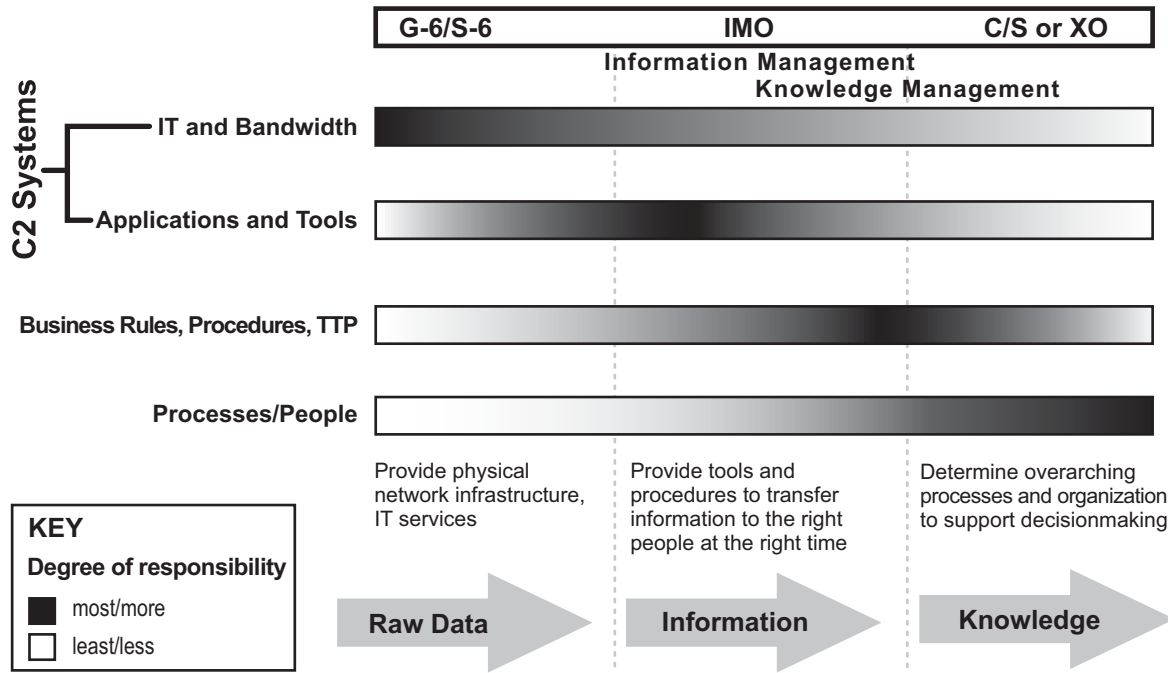 G-6/S-6 IMO C/S or XO
Information Management
Knowledge Management
C2 Systems
IT and Bandwidth
Applications and Tools
Business Rules, Procedures, TTP
Processes/People
Provide physical
network infrastructure,
IT services
Provide tools and
procedures to transfer
information to the right
people at the right time
Determine overarching
processes and organization
to support decisionmaking
KEY
Degree of responsibility
most/more
least/less
Raw Data
Information
Knowledge